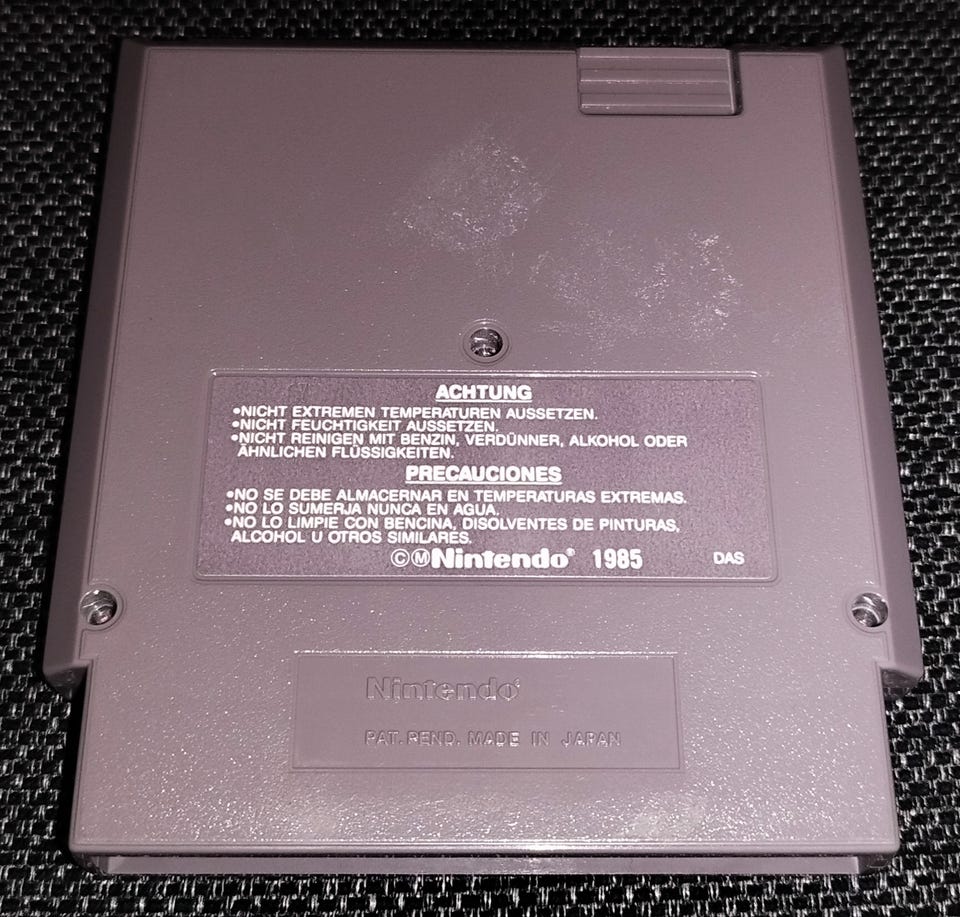 ACHTUNG
•NICHT EXTREMEN TEMPERATUREN AUSSETZEN.
•NICHT FEUCHTIGKEIT AUSSETZEN.
•NICHT REINIGEN MIT BENZIN, VERDÜNNER, ALKOHOL ODER
ÄHNLICHEN FLÜSSIGKEITEN.
PRECAUCIONES
•NO SE DEBE ALMACERNAR EN TEMPERATURAS EXTREMAS.
•NO LO SUMERJA NUNCA EN AGUA.
•NO LO LIMPIE CON BENCINA, DISOLVENTES DE PINTURAS,
ALCOHOL U OTROS SIMILARES.
©ⓂNintendo® 1985 DAS
Nintendo®
PAT. PEND. MADE IN JAPAN